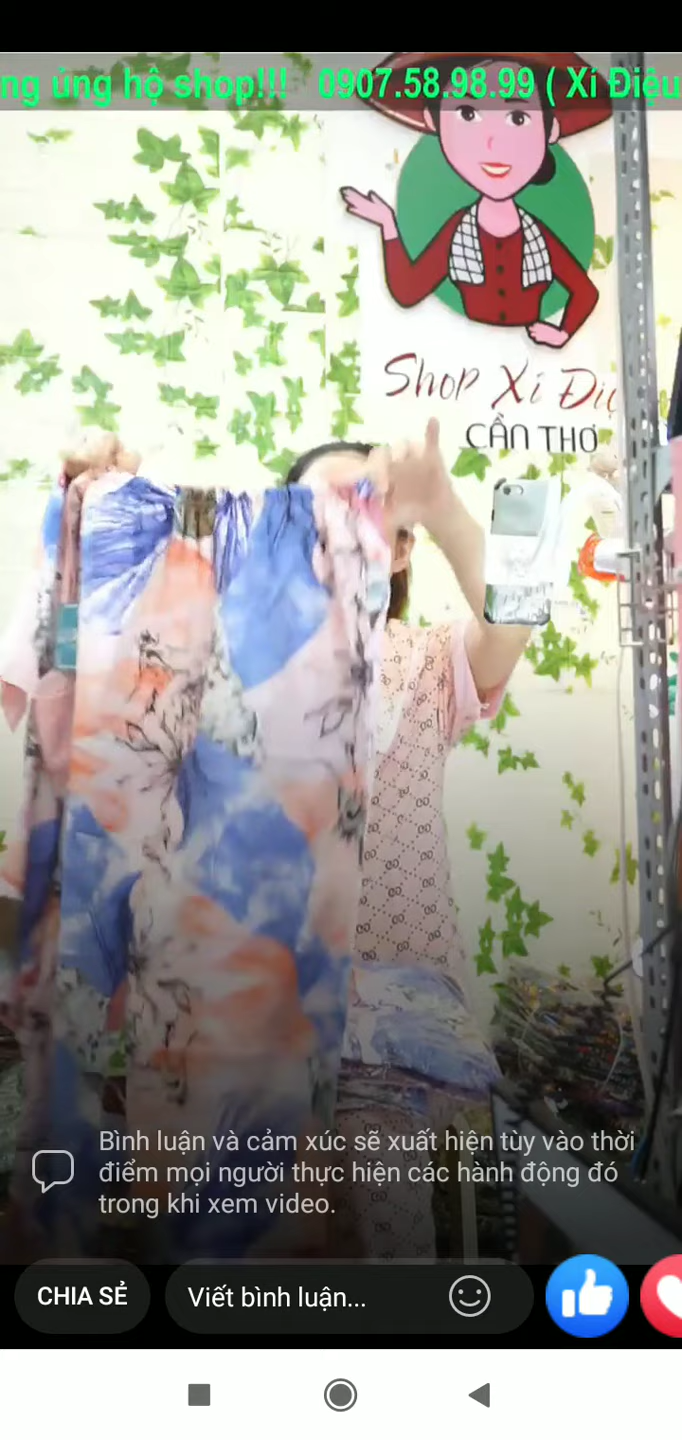 ng ủng hộ shop!!! 0907.58.98.99 ( Xí Điệu
Shop Xí
CẦN THƠ
Bình luận và cảm xúc sẽ xuất hiện tùy vào thời
điểm mọi người thực hiện các hành động đó
trong khi xem video.
CHIA SẺ
Viết bình luận...